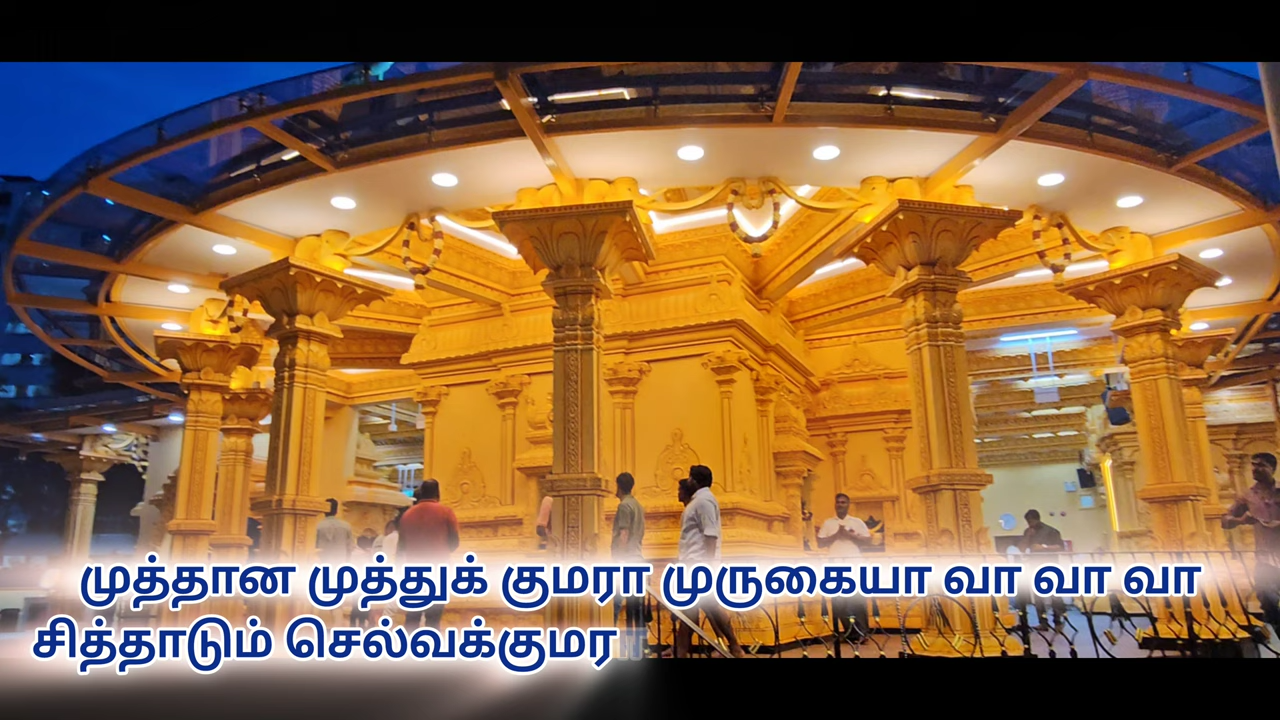 முத்தான முத்துக் குமரா முருகையா வா வா வா
சித்தாடும் செல்வக்குமர